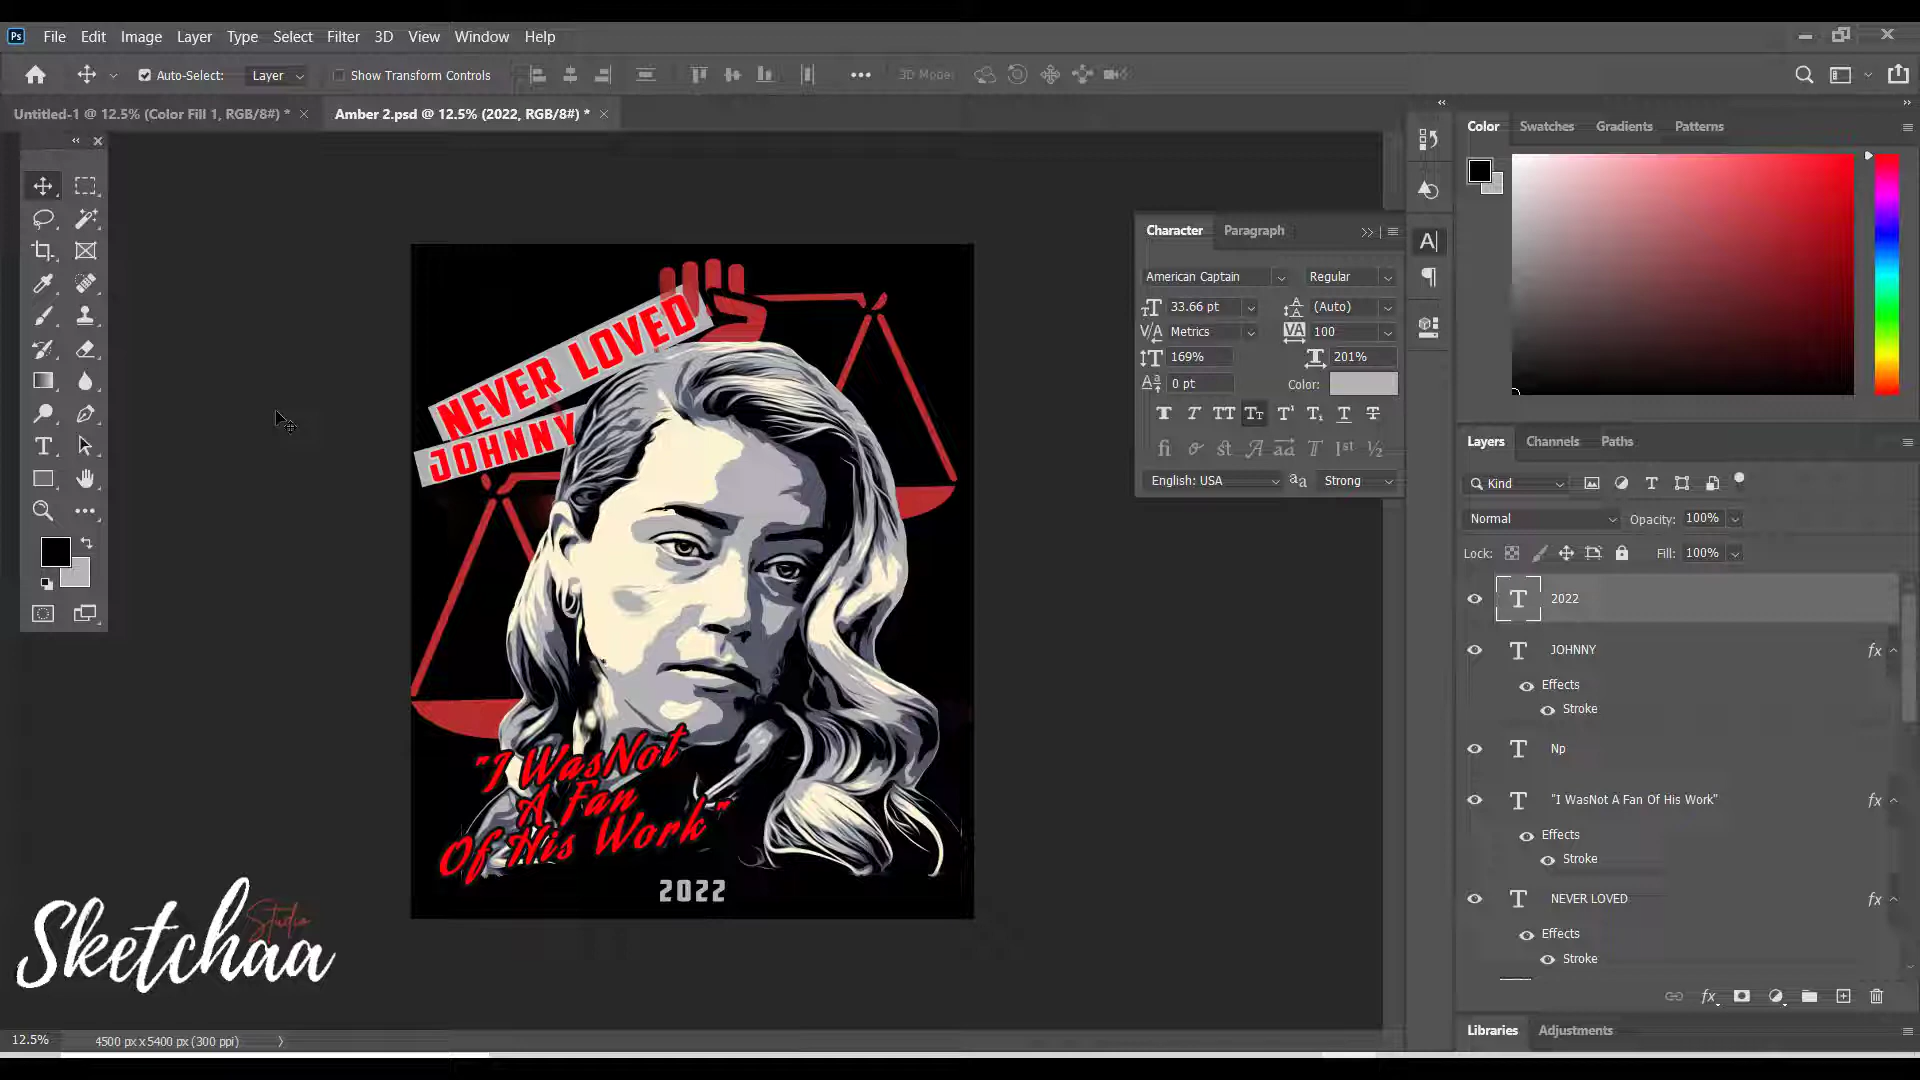 Ps File Edit Image Layer Type Select Filter 3D View Window Help
Auto-Select: Layer Show Transform Controls 3D Mode:
Untitled-1 @ 12.5% (Color Fill 1, RGB/8#) * Amber 2.psd @ 12.5% (2022, RGB/8#) *
Color Swatches Gradients Patterns
Character Paragraph
American Captain Regular
33.66 pt (Auto)
Metrics 100
169% 201%
0 pt Color:
English: USA Strong
NEVER LOVED
JOHNNY
"I WasNot
A Fan
Of His Work"
2022
Layers Channels Paths
Kind
Normal Opacity: 100%
Lock: Fill: 100%
2022
JOHNNY fx
Effects
Stroke
Np
"I WasNot A Fan Of His Work" fx
Effects
Stroke
NEVER LOVED fx
Effects
Stroke
fx
Libraries Adjustments
Sketchaa
Studio
12.5% 4500 px x 5400 px (300 ppi)